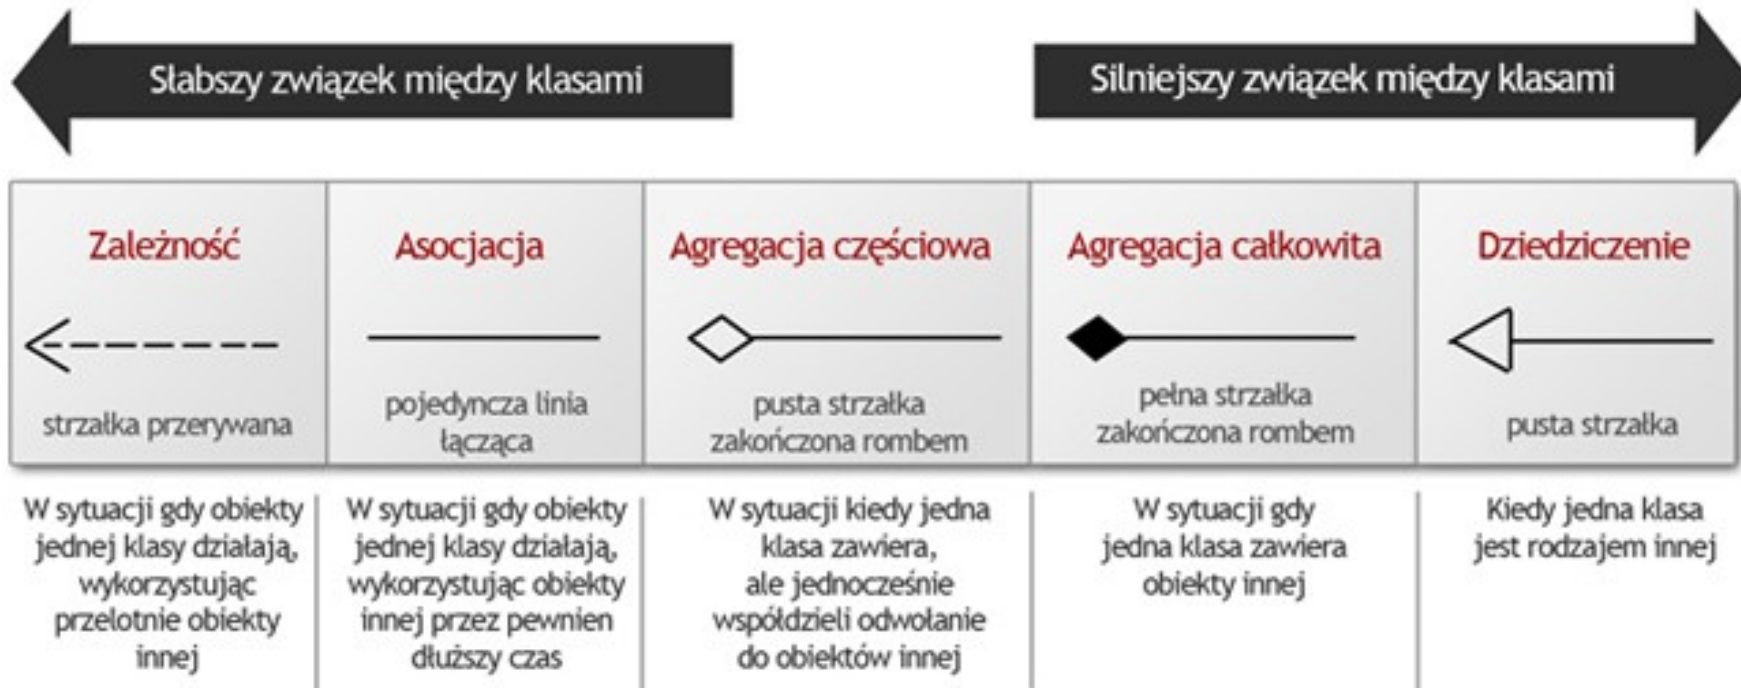 Słabszy związek między klasami
Silniejszy związek między klasami
Zależność
strzałka przerywana
W sytuacji gdy obiekty
jednej klasy działają,
wykorzystując
przelotnie obiekty
innej
Asocjacja
pojedyncza linia
łącząca
W sytuacji gdy obiekty
jednej klasy działają,
wykorzystując obiekty
innej przez pewnien
dłuższy czas
Agregacja częściowa
pusta strzałka
zakończona rombem
W sytuacji kiedy jedna
klasa zawiera,
ale jednocześnie
współdzieli odwołanie
do obiektów innej
Agregacja całkowita
pełna strzałka
zakończona rombem
W sytuacji gdy
jedna klasa zawiera
obiekty innej
Dziedziczenie
pusta strzałka
Kiedy jedna klasa
jest rodzajem innej